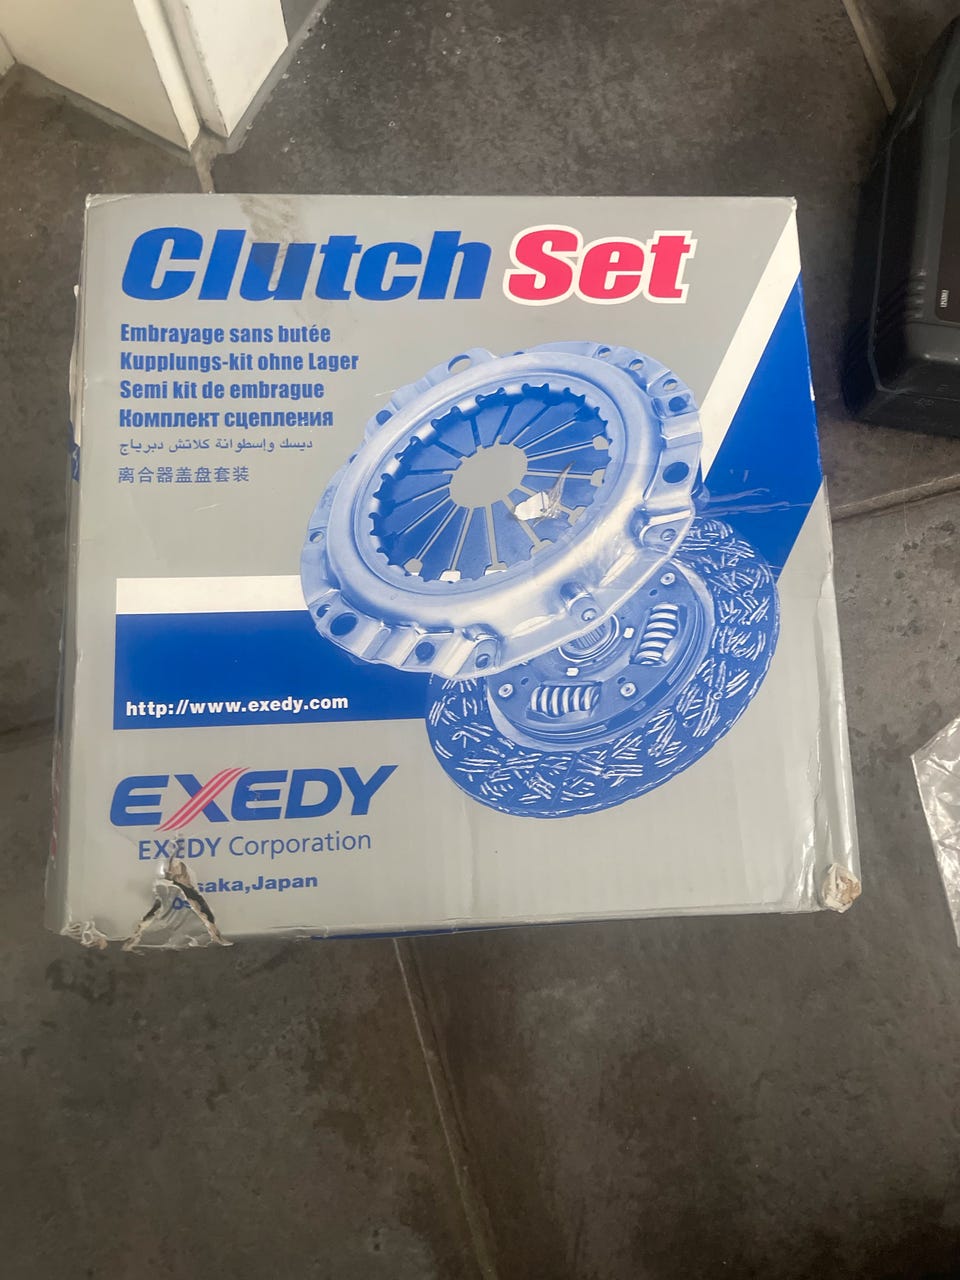 Clutch Set
Embrayage sans butée
Kupplungs-kit ohne Lager
Semi kit de embrague
Комплект сцепления
ديسك وإسطوانة كلاتش دبرياج
离合器盖盘套装
http://www.exedy.com
EXEDY
EXEDY Corporation
saka,Japan